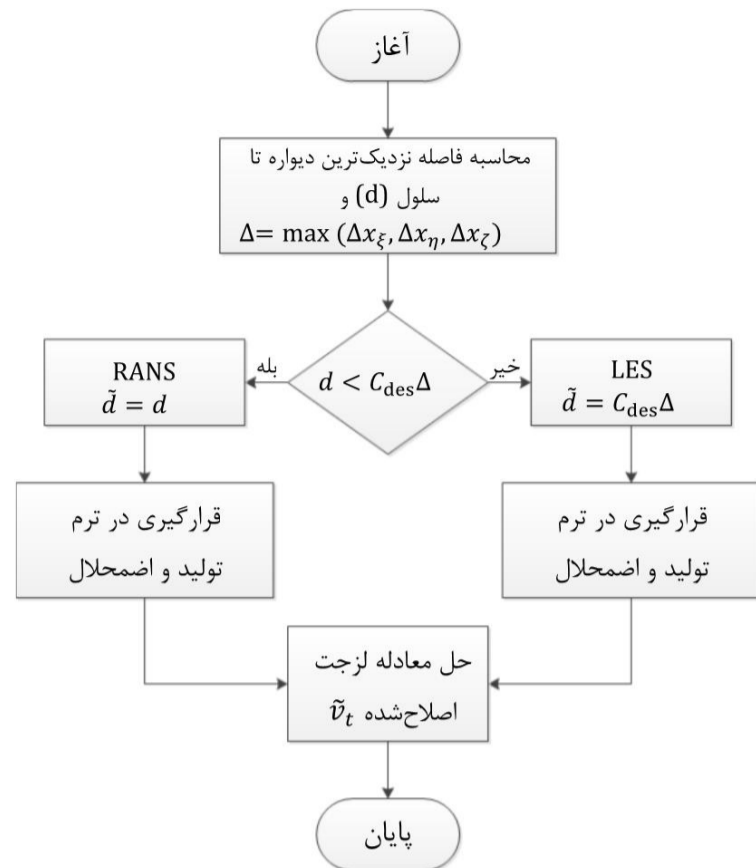 آغاز
محاسبه فاصله نزدیک‌ترین دیواره تا
سلول (d) و
Δ= max (Δx_ξ, Δx_η, Δx_ζ)
d < C_des Δ
بله
خیر
RANS
d̃ = d
LES
d̃ = C_des Δ
قرارگیری در ترم
تولید و اضمحلال
قرارگیری در ترم
تولید و اضمحلال
حل معادله لزجت
اصلاح‌شده ṽ_t
پایان